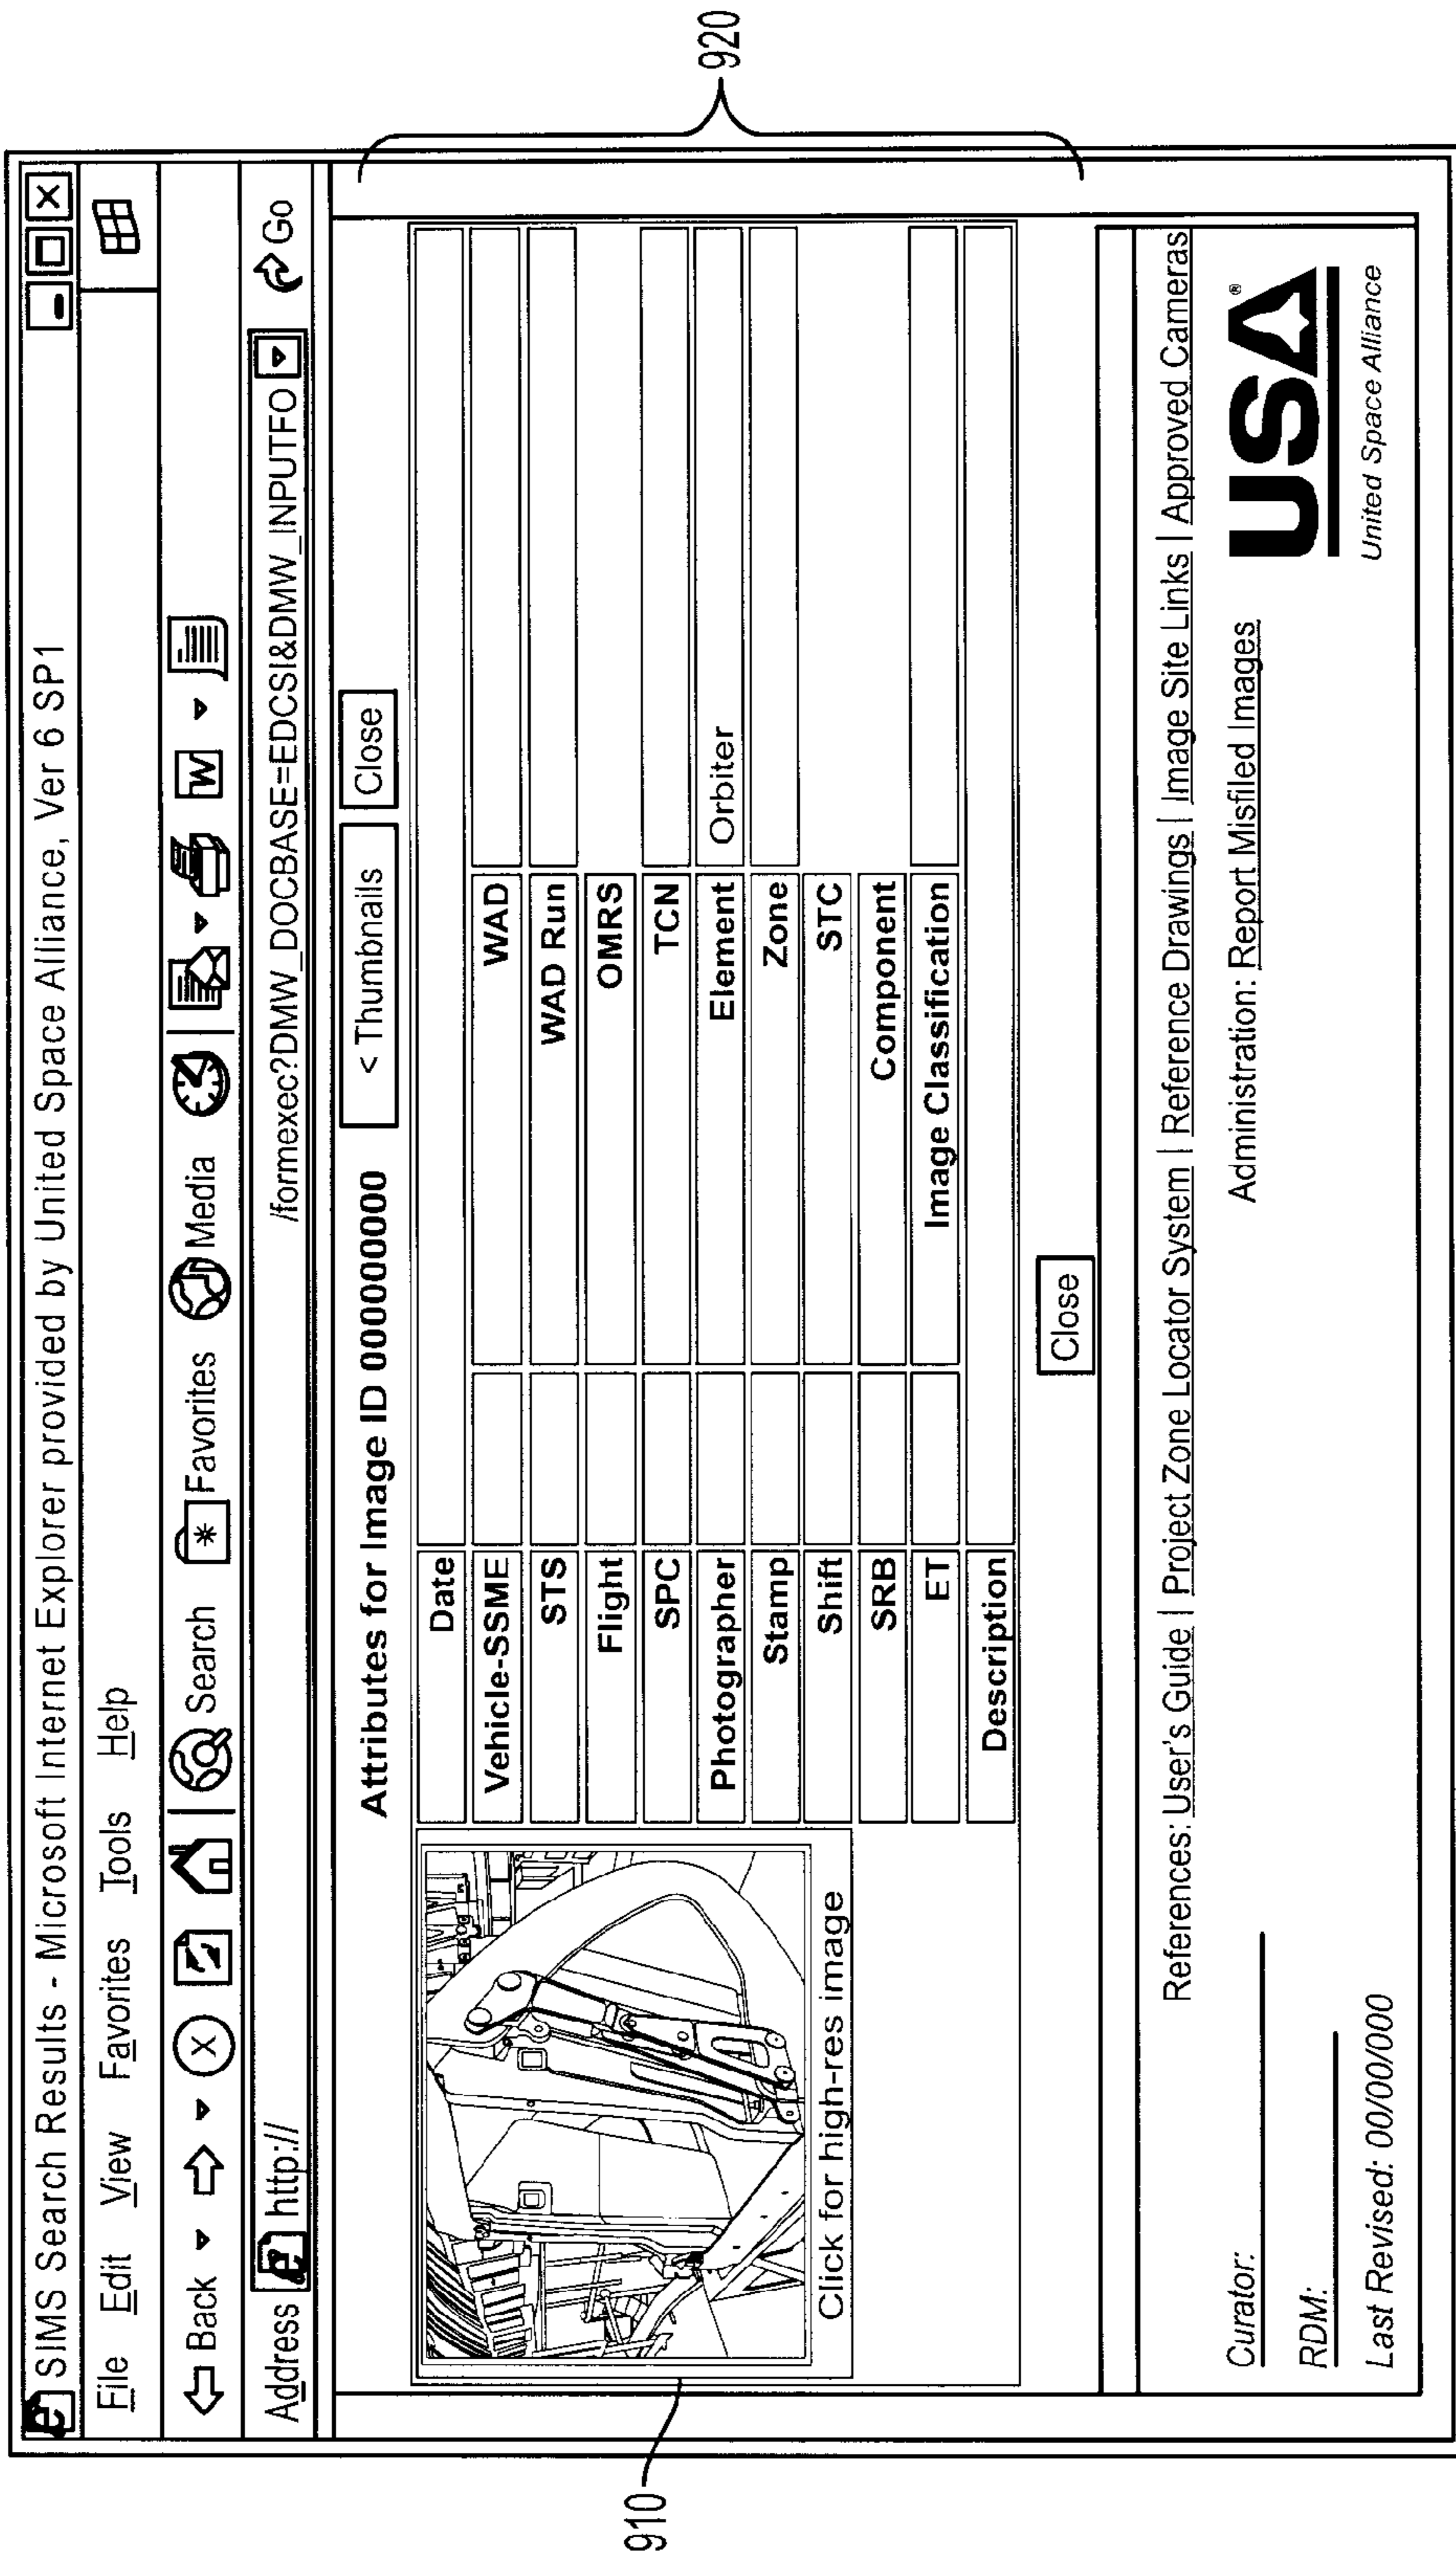 SIMS Search Results - Microsoft Internet Explorer provided by United Space Alliance, Ver 6 SP1
File Edit View Favorites Tools Help
Back Search Favorites Media W
Address http:// /formexec?DMW_DOCBASE=EDCSI&DMW_INPUTFO Go
Attributes for Image ID 000000000 < Thumbnails Close
Date
Vehicle-SSME WAD
STS WAD Run
Flight OMRS
SPC TCN
Photographer Element Orbiter
Stamp Zone
Shift STC
SRB Component
ET Image Classification
Description
Click for high-res image
Close
910
920
References: User's Guide | Project Zone Locator System | Reference Drawings | Image Site Links | Approved Cameras
Curator: Administration: Report Misfiled Images
RDM:
Last Revised: 00/00/000
USA®
United Space Alliance